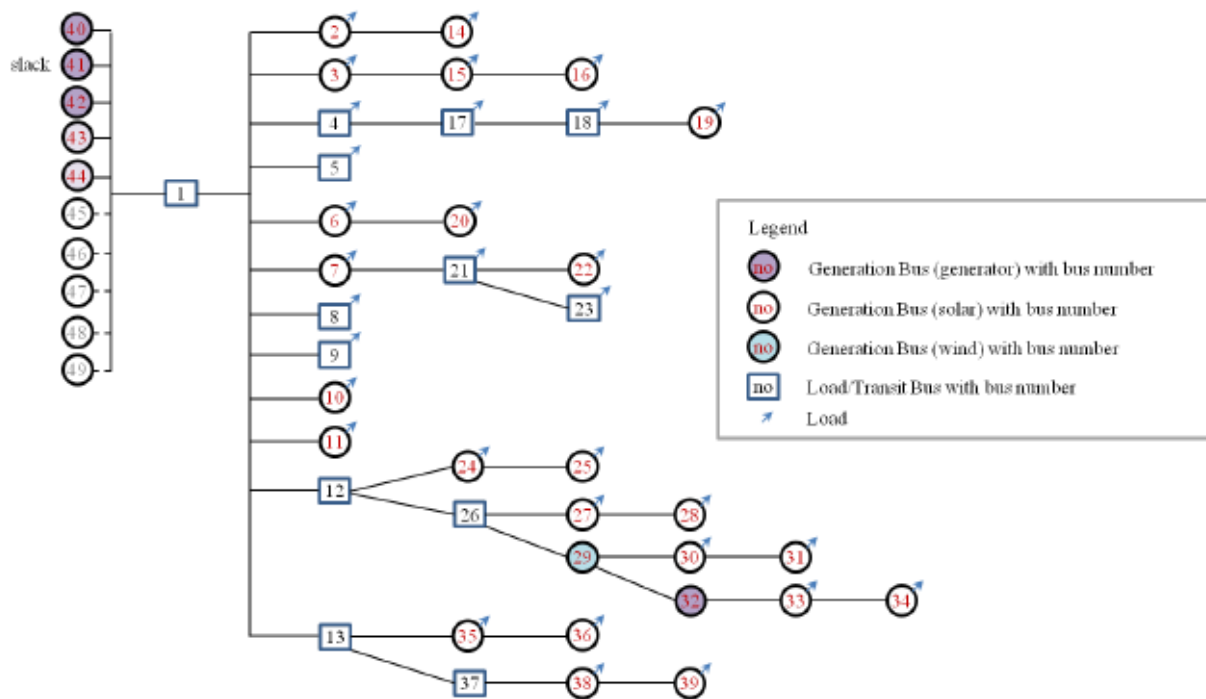 40 2 14
slack 41 3 15 16
42 4 17 18 19
43
44 5
1
45 6 20
46 7 21 22
47 8 23
48 9
49
10
11
12 24 25
26 27 28
29 30 31
32 33 34
13 35 36
37 38 39
Legend
no Generation Bus (generator) with bus number
no Generation Bus (solar) with bus number
no Generation Bus (wind) with bus number
no Load/Transit Bus with bus number
Load